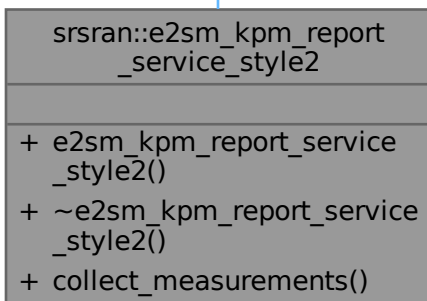 srsran::e2sm_kpm_report
_service_style2
+ e2sm_kpm_report_service
_style2()
+ ~e2sm_kpm_report_service
_style2()
+ collect_measurements()